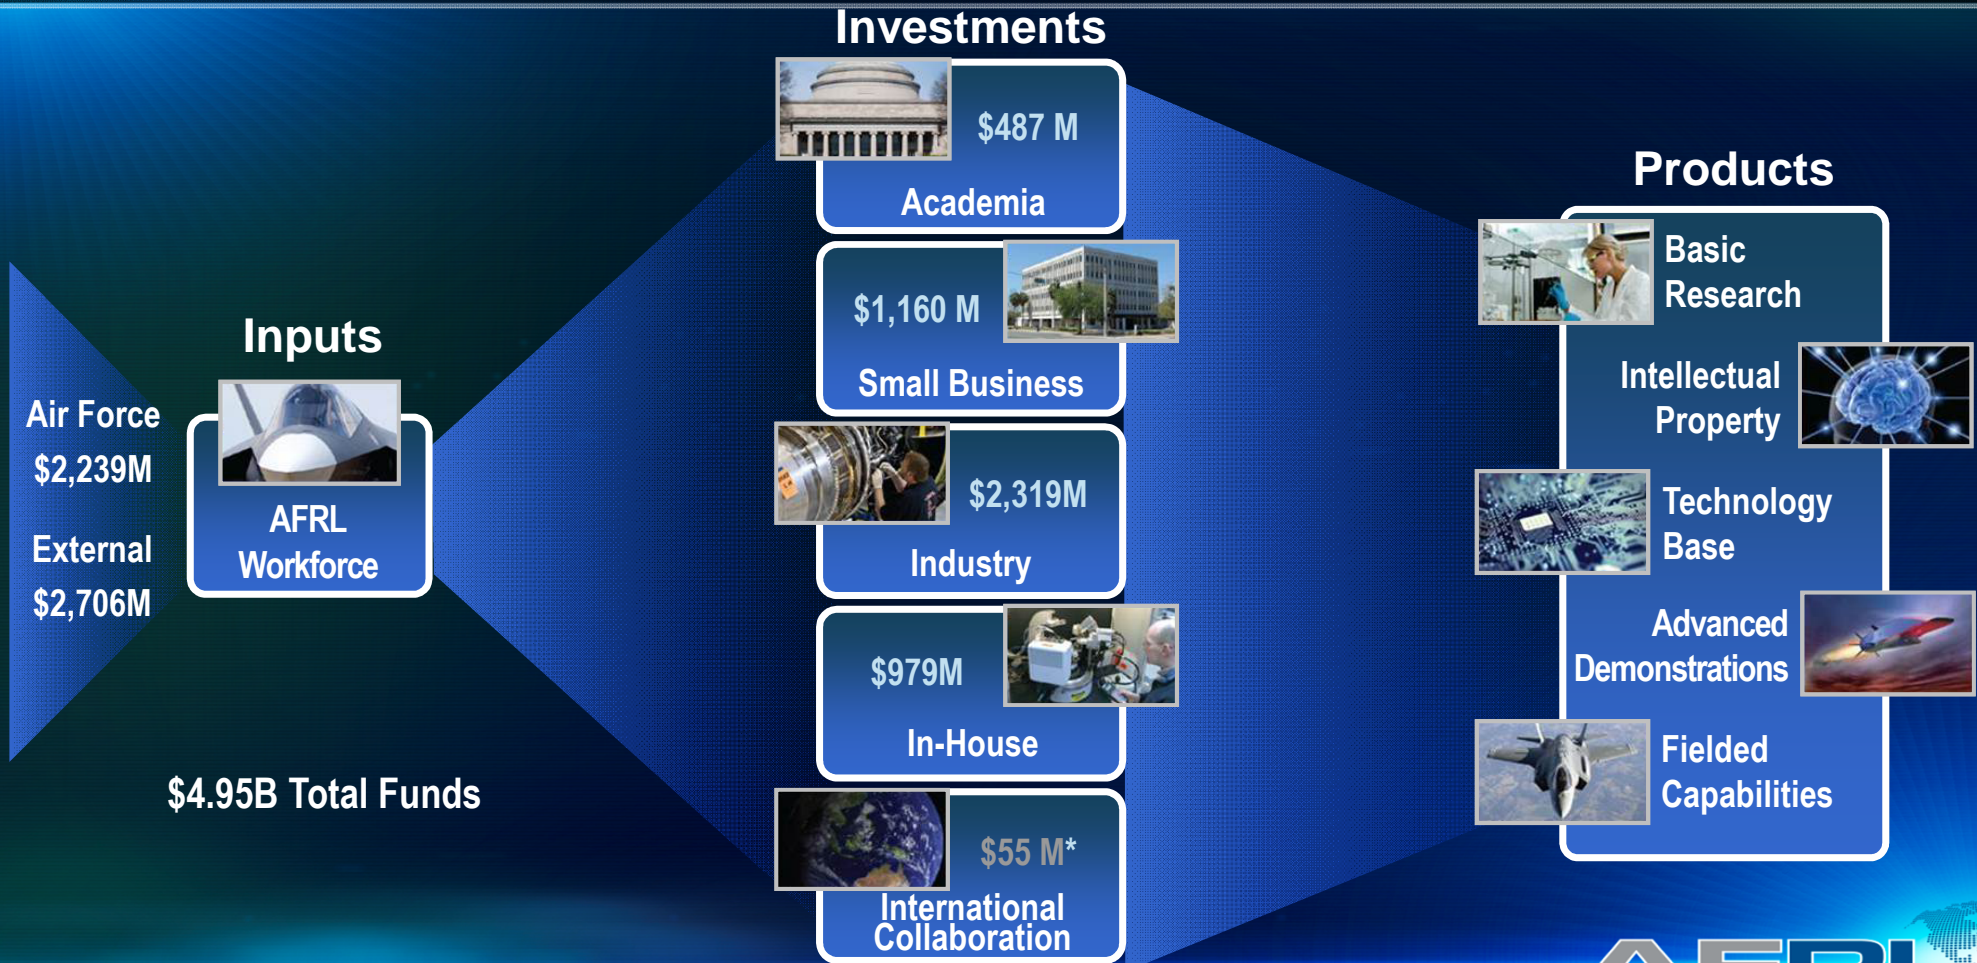 Investments
$487 M
Academia
$1,160 M
Small Business
$2,319M
Industry
$979M
In-House
$55 M*
International
Collaboration
Inputs
Air Force
$2,239M
External
$2,706M
AFRL
Workforce
$4.95B Total Funds
Products
Basic
Research
Intellectual
Property
Technology
Base
Advanced
Demonstrations
Fielded
Capabilities
AFRL